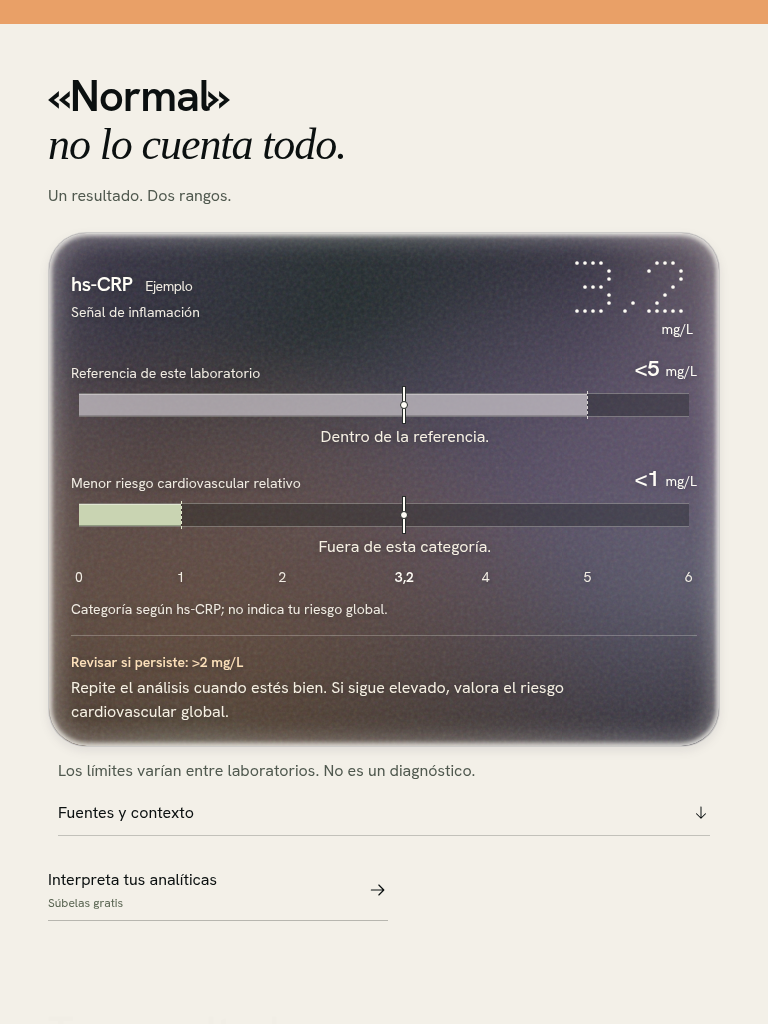 «Normal»
no lo cuenta todo.
Un resultado. Dos rangos.
hs-CRP Ejemplo
3,2
Señal de inflamación
mg/L
Referencia de este laboratorio <5 mg/L
Dentro de la referencia.
Menor riesgo cardiovascular relativo <1 mg/L
Fuera de esta categoría.
0 1 2 3,2 4 5 6
Categoría según hs-CRP; no indica tu riesgo global.
Revisar si persiste: >2 mg/L
Repite el análisis cuando estés bien. Si sigue elevado, valora el riesgo
cardiovascular global.
Los límites varían entre laboratorios. No es un diagnóstico.
Fuentes y contexto ↓
Interpreta tus analíticas →
Súbelas gratis